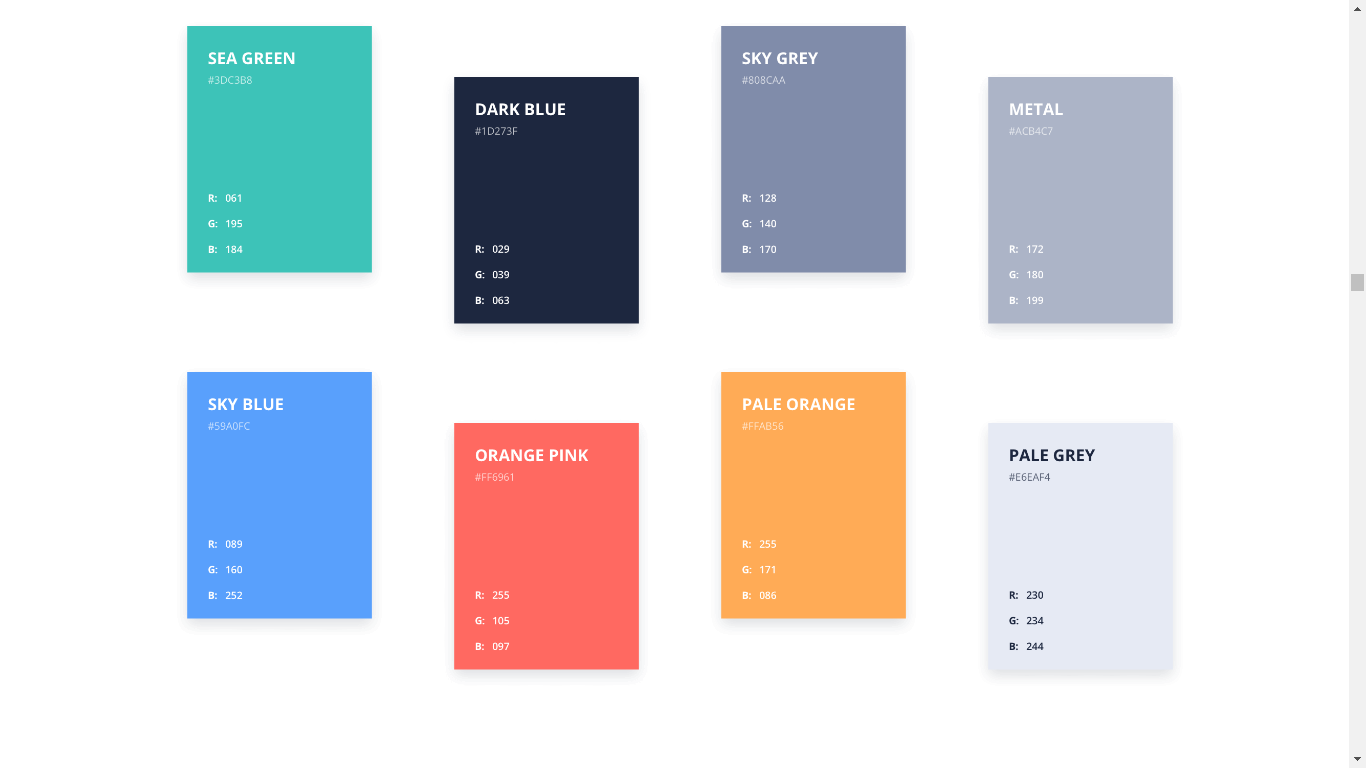 SEA GREEN
#3DC3B8
R: 061
G: 195
B: 184
DARK BLUE
#1D273F
R: 029
G: 039
B: 063
SKY GREY
#808CAA
R: 128
G: 140
B: 170
METAL
#ACB4C7
R: 172
G: 180
B: 199
SKY BLUE
#59A0FC
R: 089
G: 160
B: 252
ORANGE PINK
#FF6961
R: 255
G: 105
B: 097
PALE ORANGE
#FFAB56
R: 255
G: 171
B: 086
PALE GREY
#E6EAF4
R: 230
G: 234
B: 244